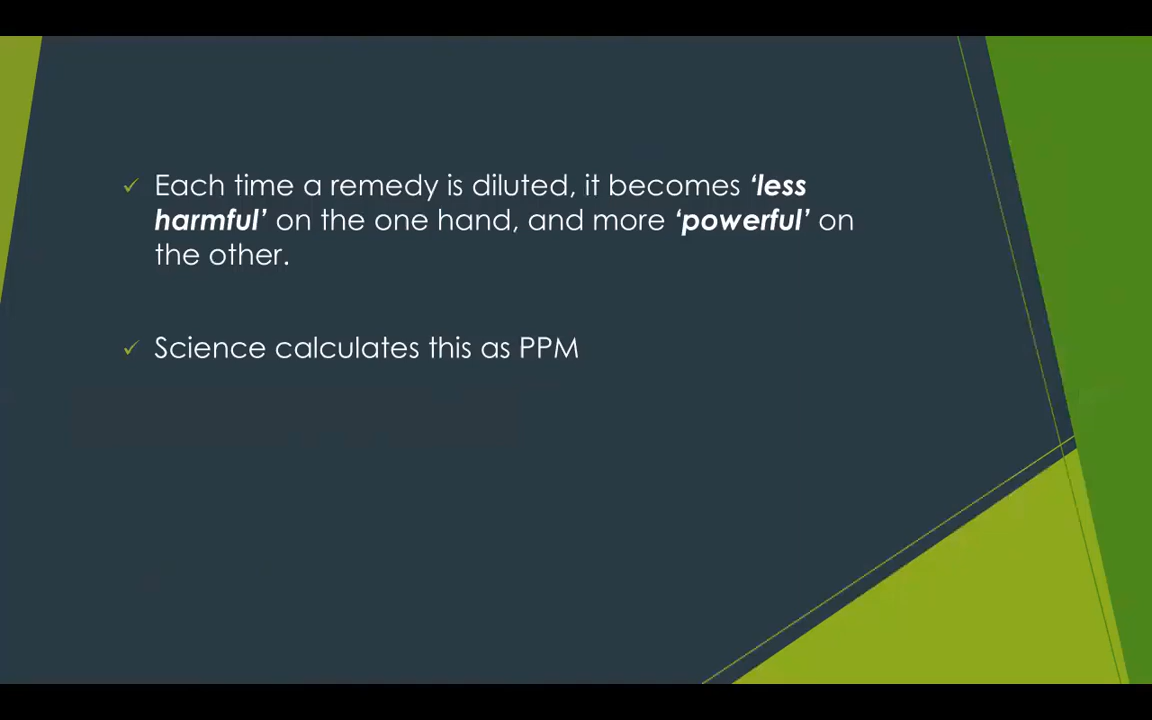 Each time a remedy is diluted, it becomes ‘less
harmful’ on the one hand, and more ‘powerful’ on
the other.
Science calculates this as PPM